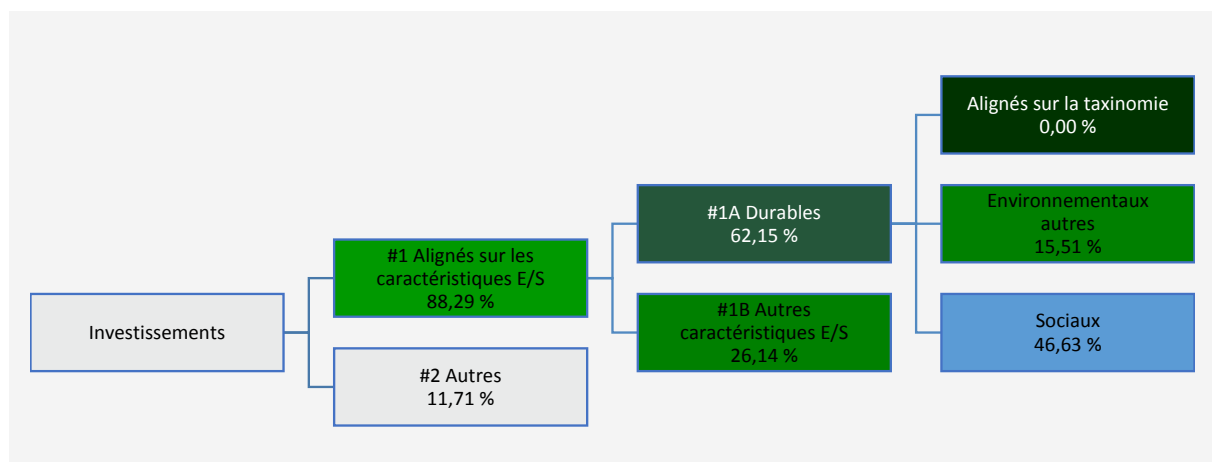 Investissements
#1 Alignés sur les
caractéristiques E/S
88,29 %
#2 Autres
11,71 %
#1A Durables
62,15 %
#1B Autres
caractéristiques E/S
26,14 %
Alignés sur la taxinomie
0,00 %
Environnementaux
autres
15,51 %
Sociaux
46,63 %